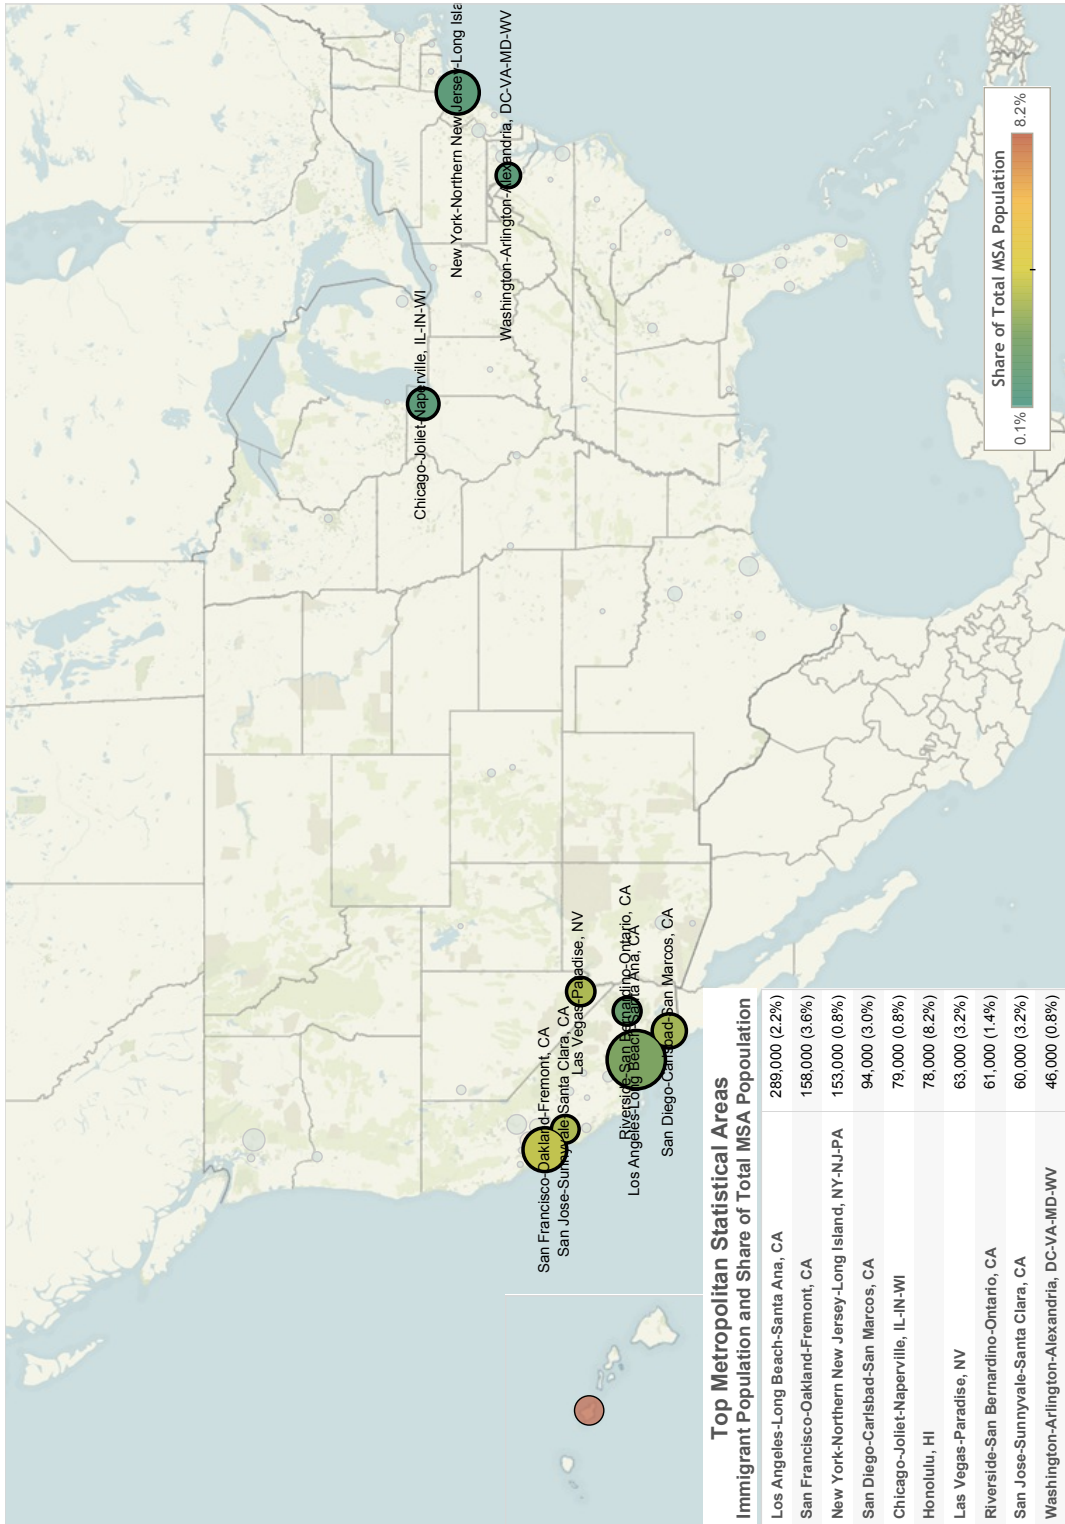 New York-Northern New Jersey-Long Isla
Washington-Arlington-Alexandria, DC-VA-MD-WV
Chicago-Joliet-Naperville, IL-IN-WI
San Francisco-Oakland-Fremont, CA
San Jose-Sunnyvale-Santa Clara, CA
Las Vegas-Paradise, NV
Riverside-San Bernardino-Ontario, CA
Los Angeles-Long Beach-Santa Ana, CA
San Diego-Carlsbad-San Marcos, CA
Share of Total MSA Population
0.1% 8.2%
Top Metropolitan Statistical Areas
Immigrant Population and Share of Total MSA Popoulation
Los Angeles-Long Beach-Santa Ana, CA 289,000 (2.2%)
San Francisco-Oakland-Fremont, CA 158,000 (3.6%)
New York-Northern New Jersey-Long Island, NY-NJ-PA 153,000 (0.8%)
San Diego-Carlsbad-San Marcos, CA 94,000 (3.0%)
Chicago-Joliet-Naperville, IL-IN-WI 79,000 (0.8%)
Honolulu, HI 78,000 (8.2%)
Las Vegas-Paradise, NV 63,000 (3.2%)
Riverside-San Bernardino-Ontario, CA 61,000 (1.4%)
San Jose-Sunnyvale-Santa Clara, CA 60,000 (3.2%)
Washington-Arlington-Alexandria, DC-VA-MD-WV 46,000 (0.8%)